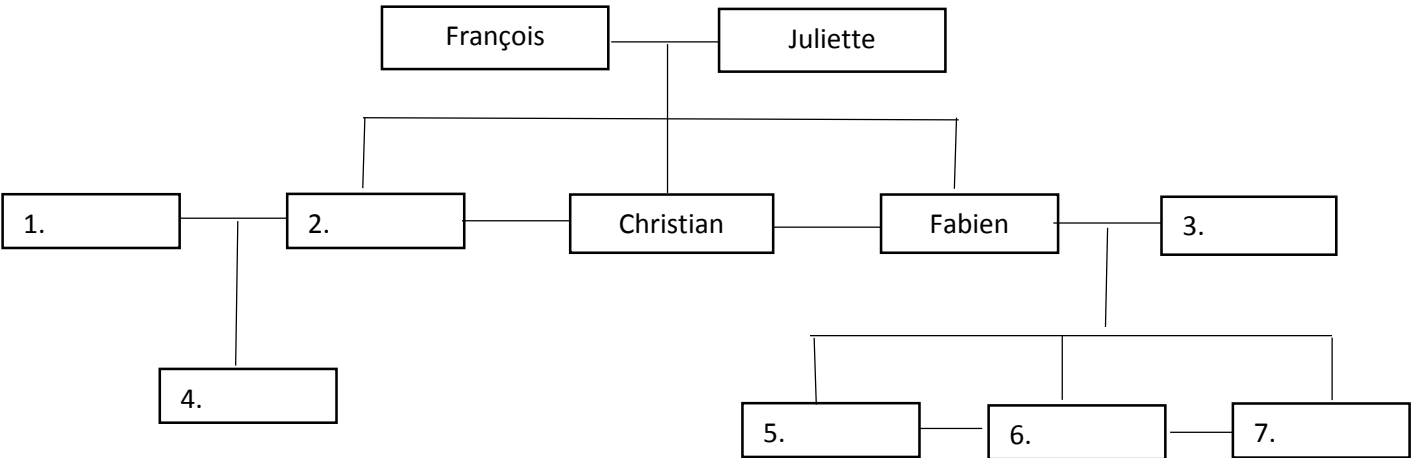 François
Juliette
1.
2.
Christian
Fabien
3.
4.
5.
6.
7.